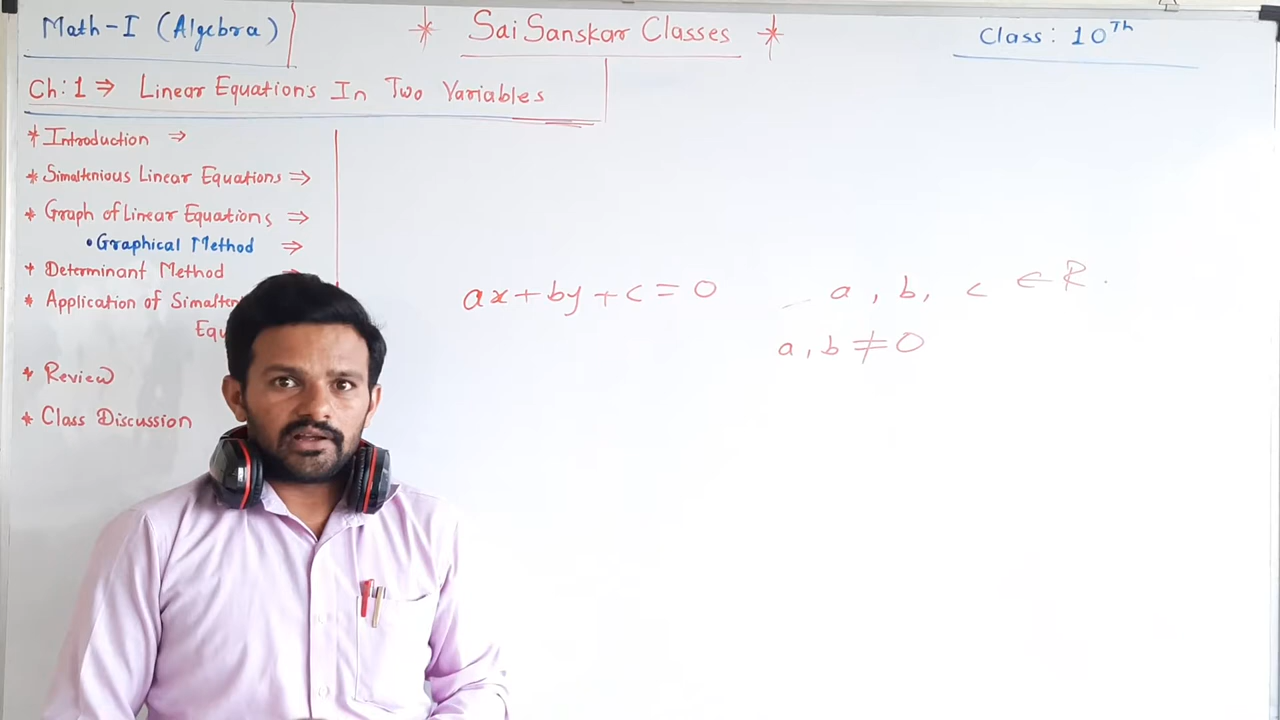 Math-I (Algebra)
* Sai Sanskar Classes *
Class: 10Th
Ch:1 ⇒ Linear Equations In Two Variables
* Introduction ⇒
* Simaltenious Linear Equations ⇒
* Graph of Linear Equations ⇒
• Graphical Method ⇒
* Determinant Method
* Application of Simalten
Equ
* Review
* Class Discussion
ax + by + c = 0
a, b, c ∈ R.
a, b ≠ 0